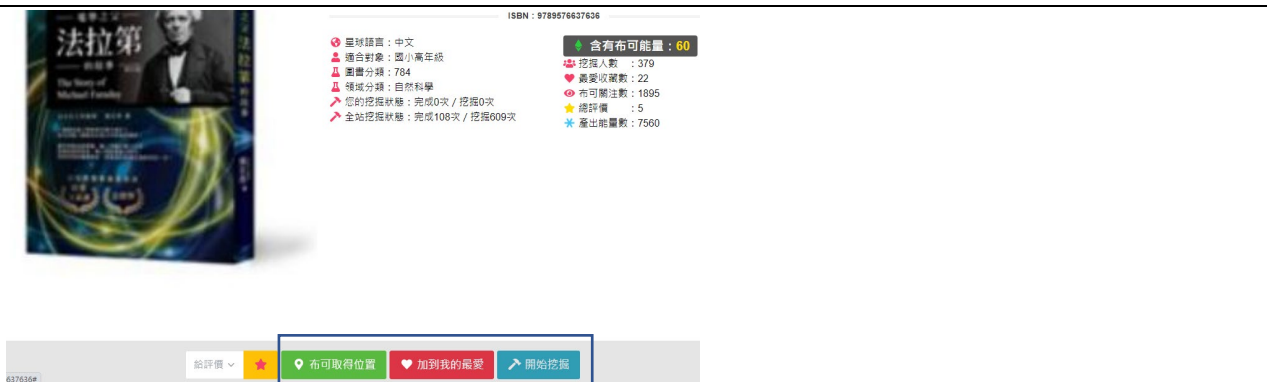 ISBN : 9789576637636
電學之父
法拉第
的故事
The Story of
Michael Faraday
法拉第的故事
星球語言：中文
適合對象：國小高年級
圖書分類：784
領域分類：自然科學
您的挖掘狀態：完成0次 / 挖掘0次
全站挖掘狀態：完成108次 / 挖掘609次
含有布可能量：60
挖掘人數 ：379
最愛收藏數：22
布可關注數：1895
總評價 ：5
產出能量數：7560
給評價
布可取得位置
加到我的最愛
開始挖掘
637636#